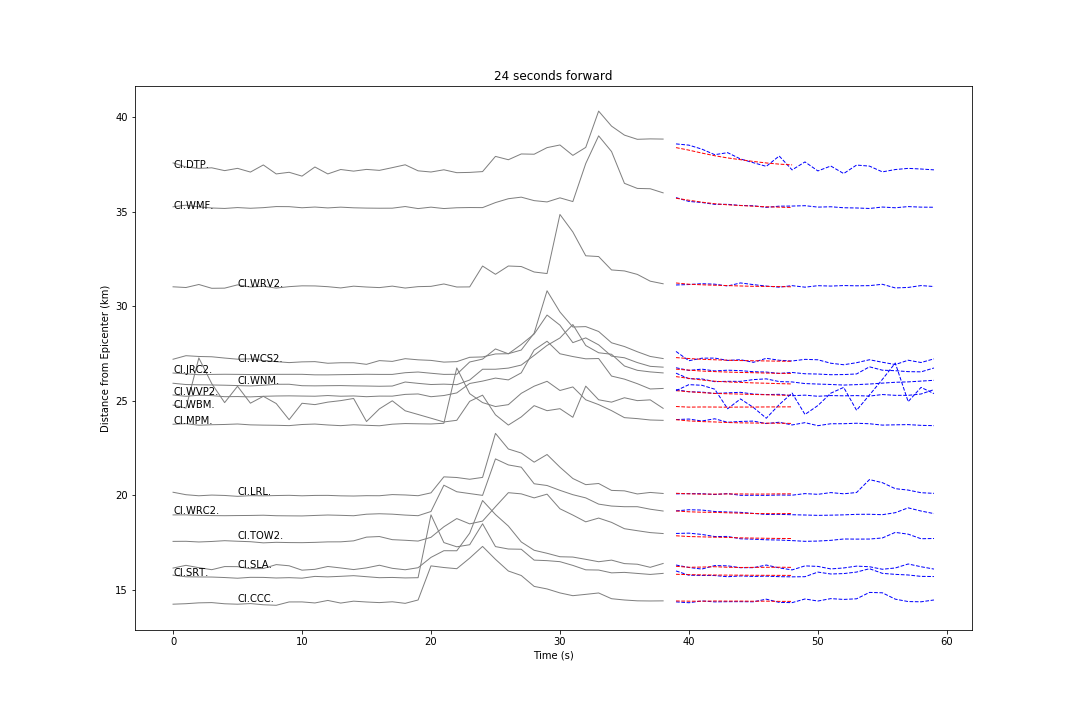 24 seconds forward
40
CI.DTP.
35
CI.WMF.
30
CI.WRV2.
CI.WCS2.
CI.JRC2.
CI.WNM.
CI.WVP2.
CI.WBM.
25
CI.MPM.
20
CI.LRL.
CI.WRC2.
CI.TOW2.
CI.SLA.
CI.SRT.
15
CI.CCC.
Distance from Epicenter (km)
0 10 20 30 40 50 60
Time (s)